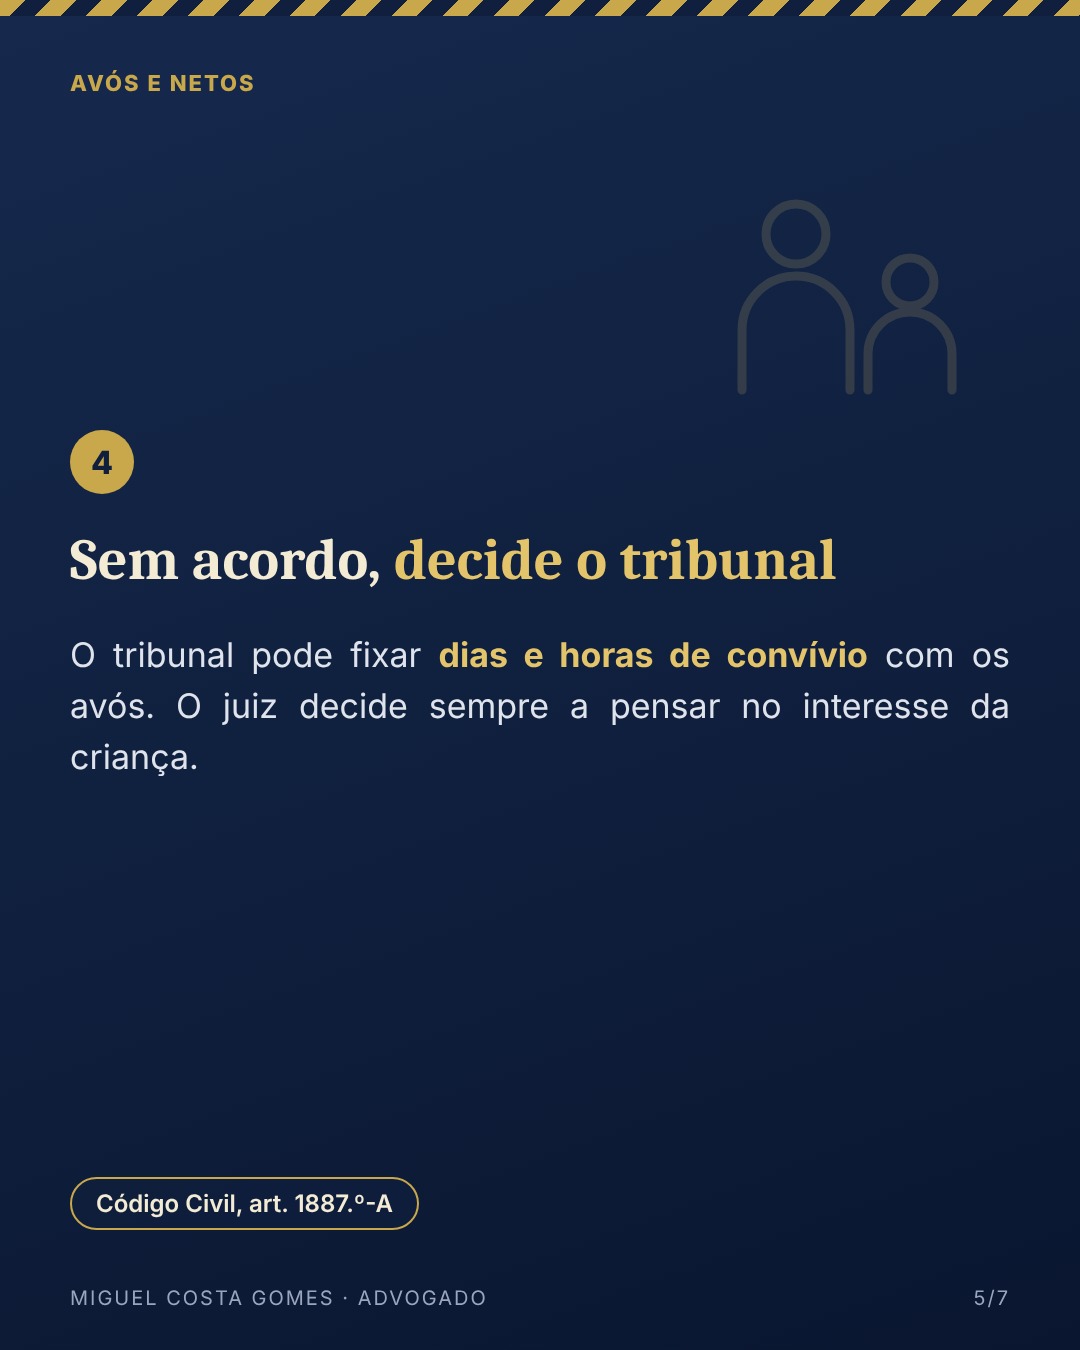 AVÓS E NETOS
4
Sem acordo, decide o tribunal
O tribunal pode fixar dias e horas de convívio com os
avós. O juiz decide sempre a pensar no interesse da
criança.
Código Civil, art. 1887.º-A
MIGUEL COSTA GOMES · ADVOGADO
5/7